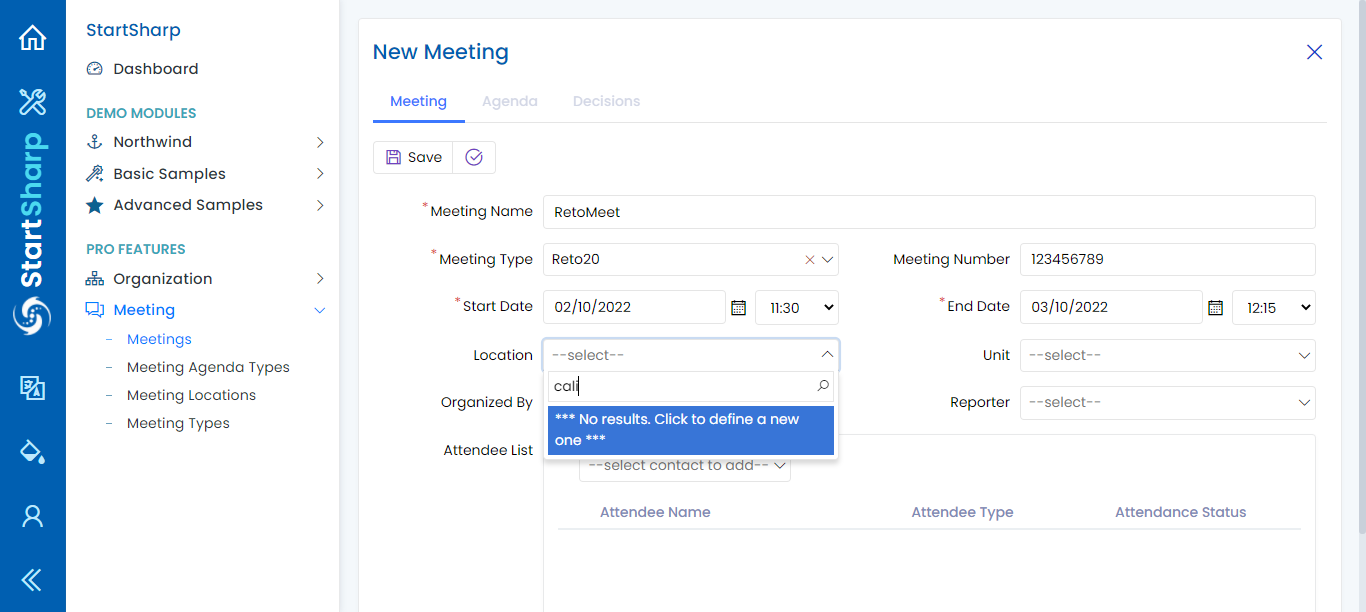 StartSharp
StartSharp
Dashboard
DEMO MODULES
Northwind
Basic Samples
Advanced Samples
PRO FEATURES
Organization
Meeting
Meetings
Meeting Agenda Types
Meeting Locations
Meeting Types
New Meeting
Meeting Agenda Decisions
Save
*Meeting Name RetoMeet
*Meeting Type Reto20 Meeting Number 123456789
*Start Date 02/10/2022 11:30 *End Date 03/10/2022 12:15
Location --select-- Unit --select--
cali
Organized By Reporter --select--
*** No results. Click to define a new
one ***
Attendee List
--select contact to add--
Attendee Name Attendee Type Attendance Status